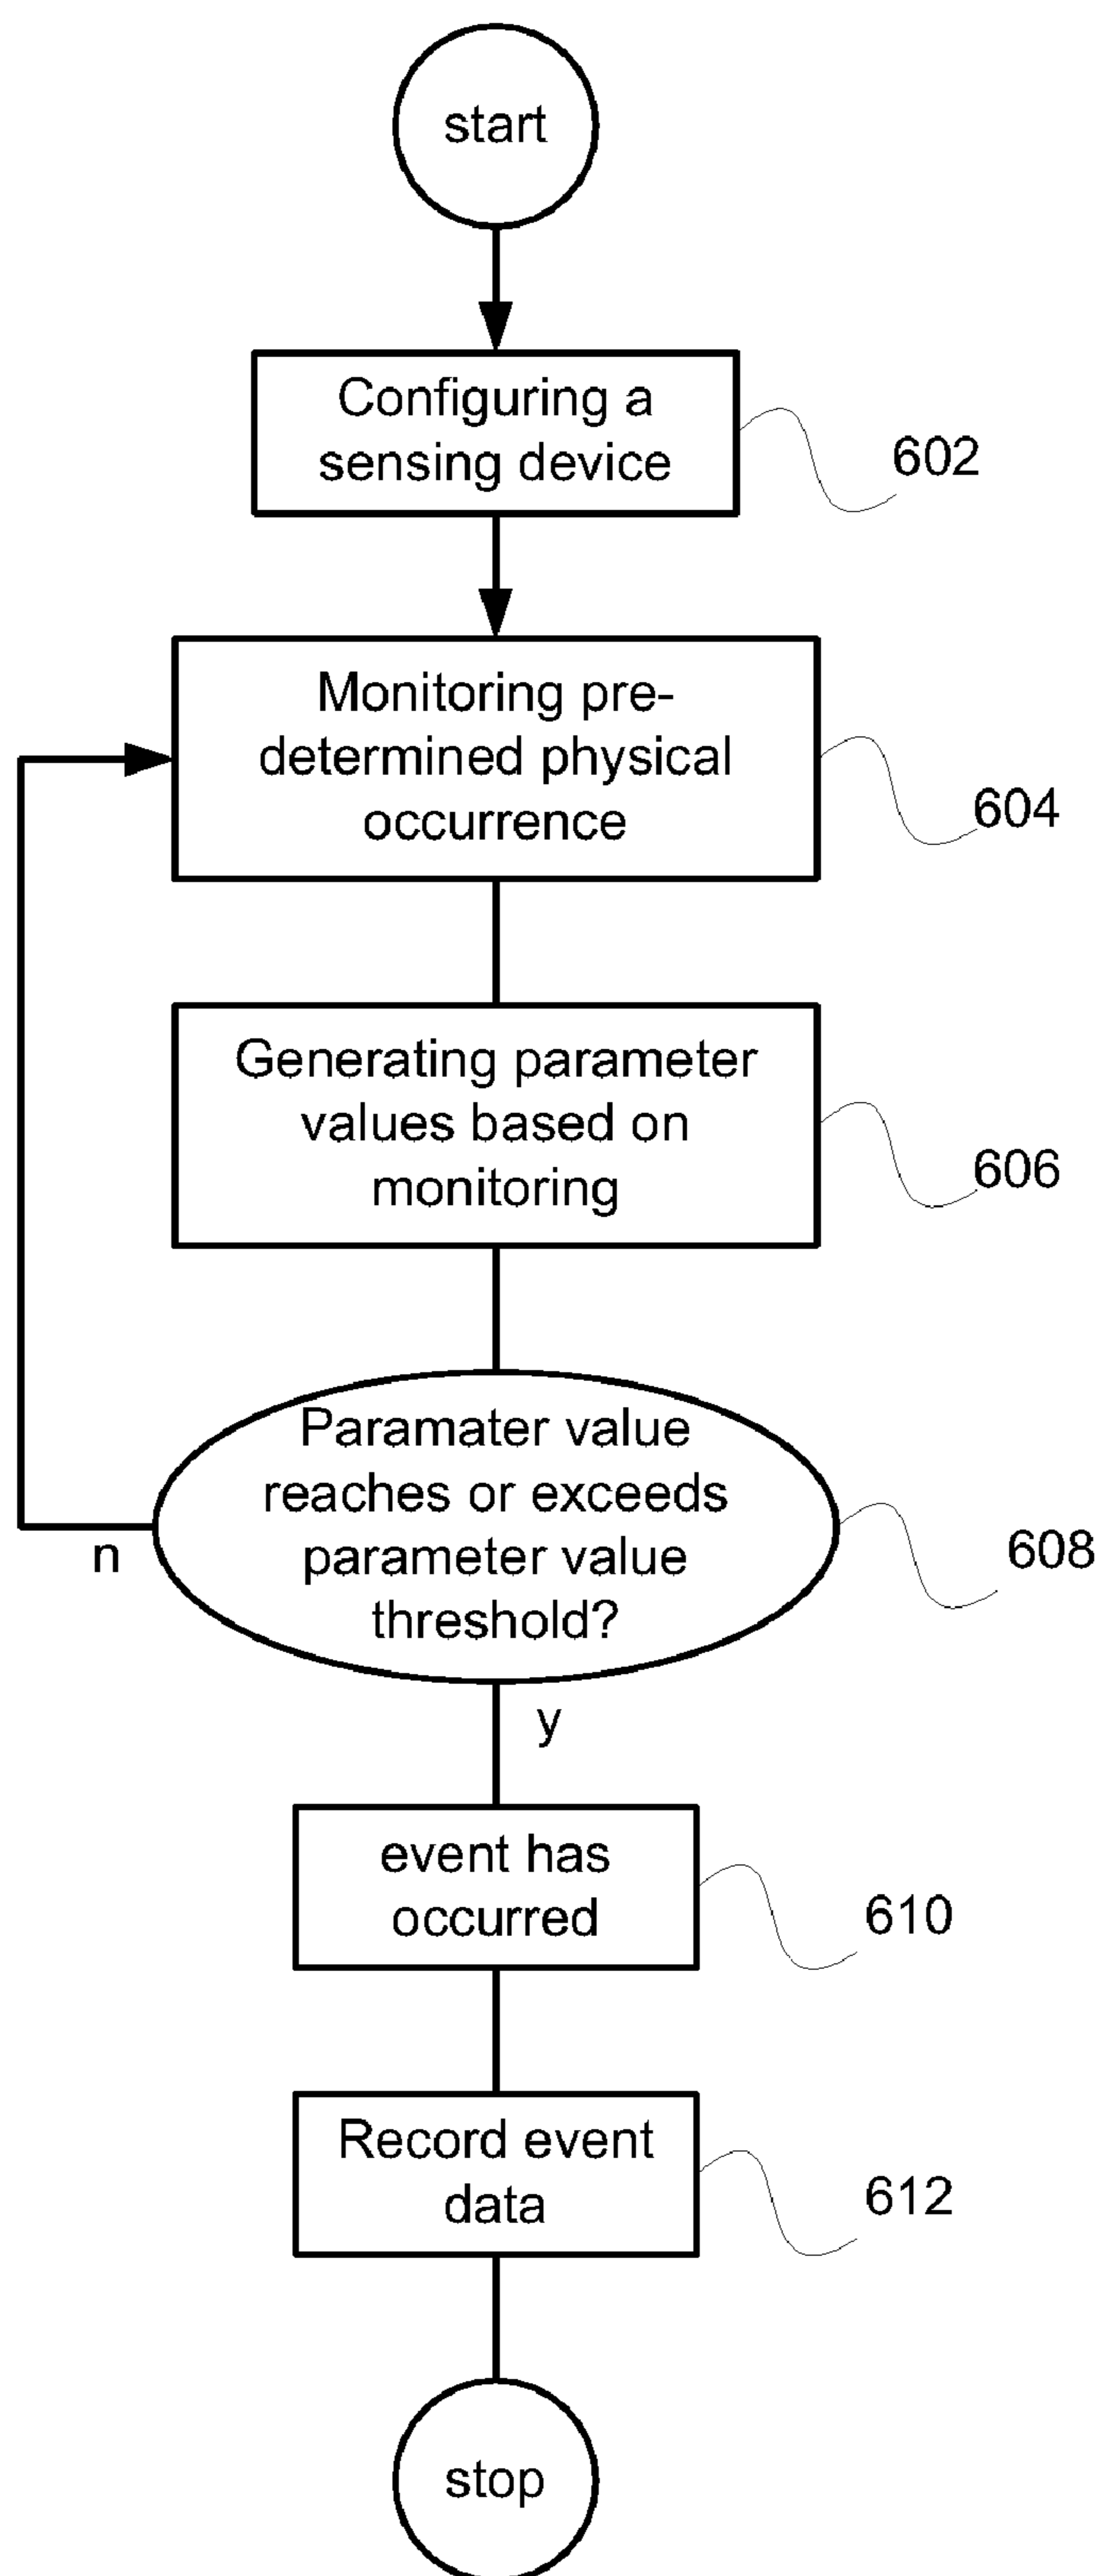 start
Configuring a
sensing device
602
Monitoring pre-
determined physical
occurrence
604
Generating parameter
values based on
monitoring
606
Paramater value
reaches or exceeds
parameter value
threshold?
608
n
y
event has
occurred
610
Record event
data
612
stop